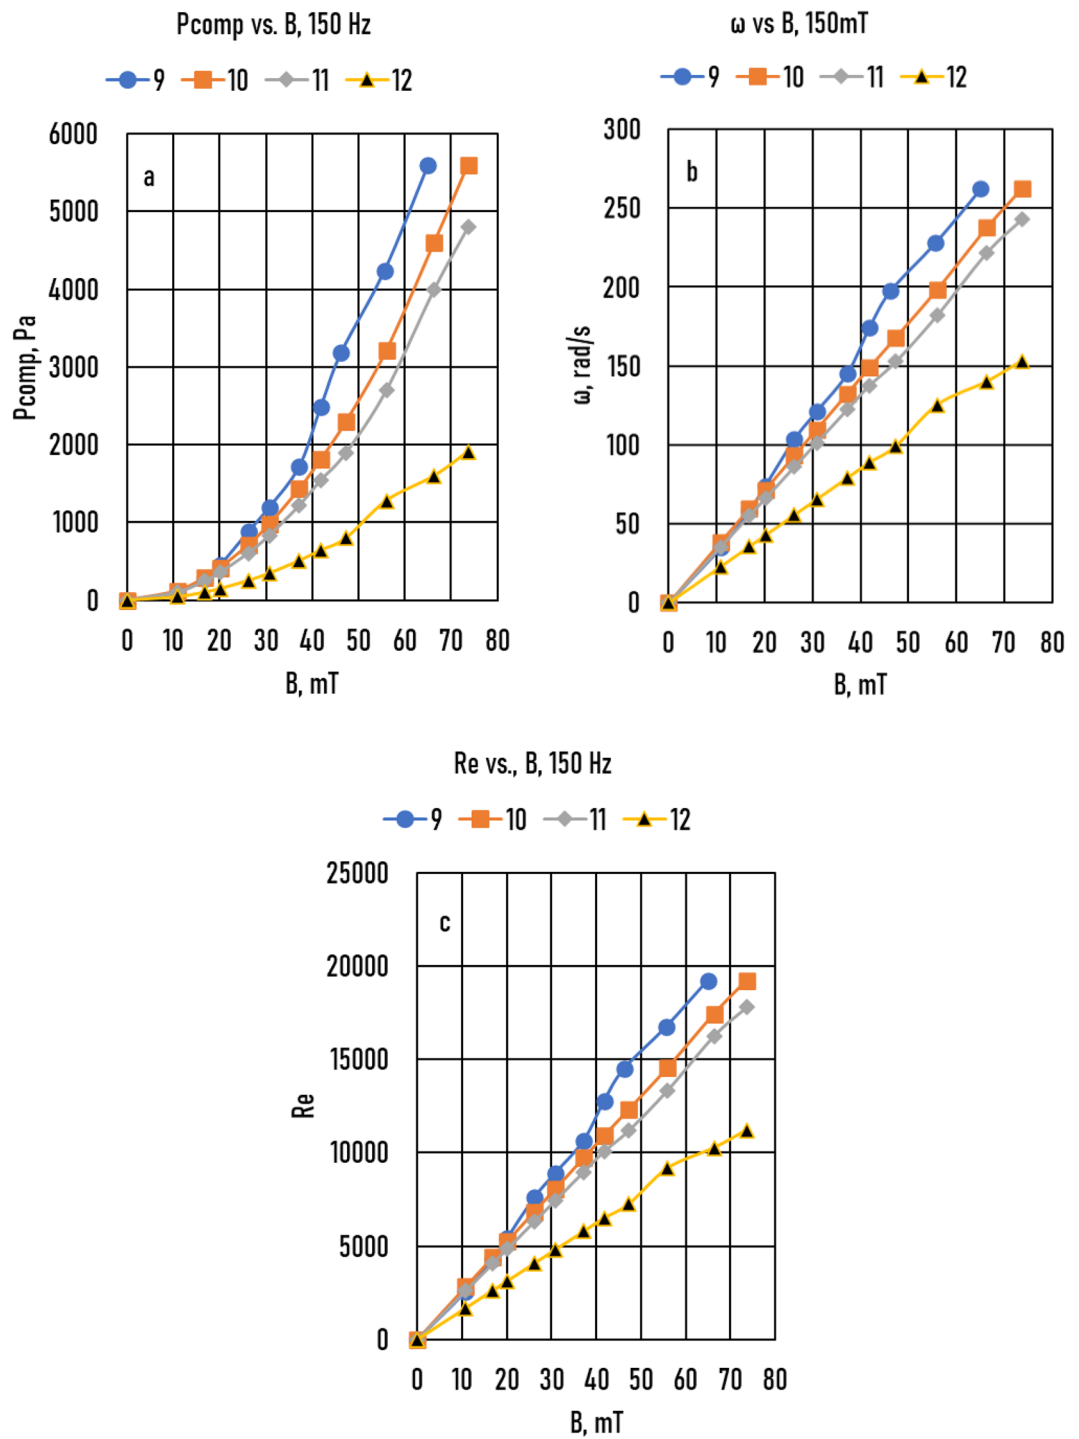 Pcomp vs. B, 150 Hz
9 10 11 12
6000
5000
4000
3000
2000
1000
0
a
Pcomp, Pa
0 10 20 30 40 50 60 70 80
B, mT
ω vs B, 150mT
9 10 11 12
300
250
200
150
100
50
0
b
ω, rad/s
0 10 20 30 40 50 60 70 80
B, mT
Re vs., B, 150 Hz
9 10 11 12
25000
20000
15000
10000
5000
0
c
Re
0 10 20 30 40 50 60 70 80
B, mT